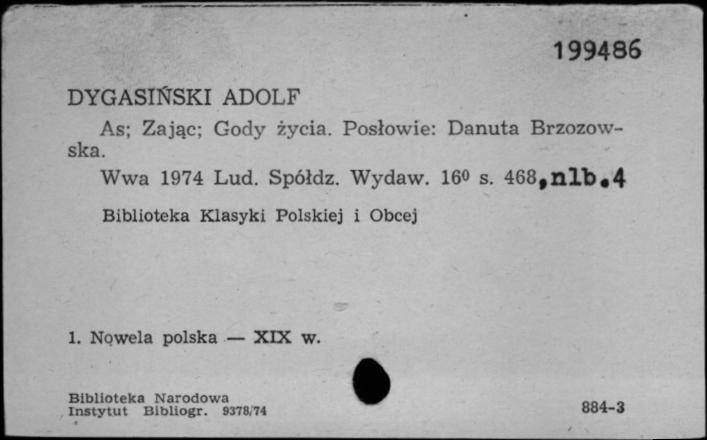 199486
DYGASIŃSKI ADOLF
As; Zając; Gody życia. Posłowie: Danuta Brzozow-
ska.
Wwa 1974 Lud. Spółdz. Wydaw. 16⁰ s. 468,nlb.4
Biblioteka Klasyki Polskiej i Obcej
1. Nowela polska — XIX w.
Biblioteka Narodowa
Instytut Bibliogr. 9378/74
884-3